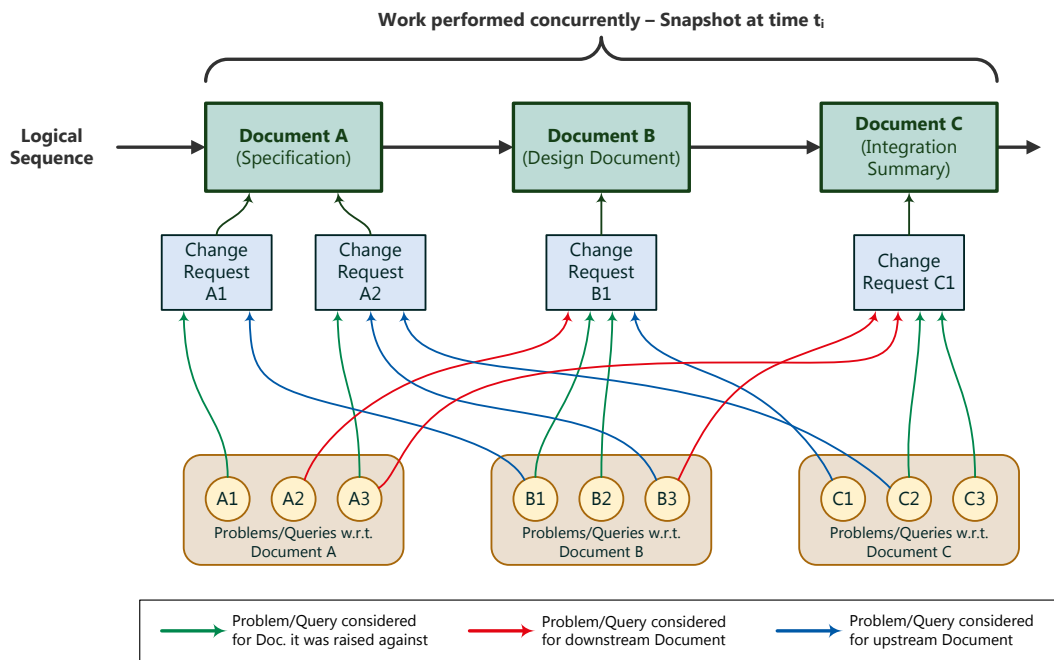 Work performed concurrently – Snapshot at time tᵢ
Logical
Sequence
Document A
(Specification)
Document B
(Design Document)
Document C
(Integration
Summary)
Change
Request
A1
Change
Request
A2
Change
Request
B1
Change
Request C1
A1 A2 A3
Problems/Queries w.r.t.
Document A
B1 B2 B3
Problems/Queries w.r.t.
Document B
C1 C2 C3
Problems/Queries w.r.t.
Document C
Problem/Query considered
for Doc. it was raised against
Problem/Query considered
for downstream Document
Problem/Query considered
for upstream Document